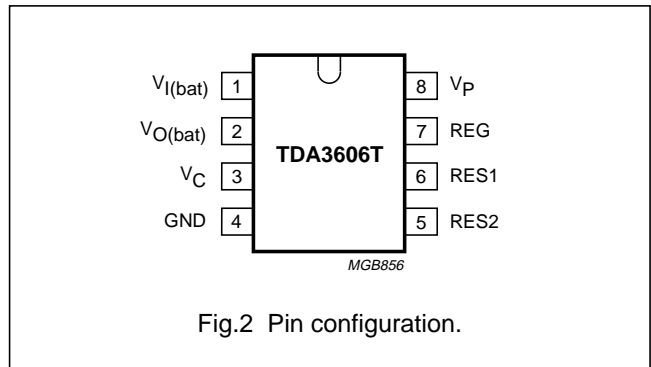 V_I(bat) 1 8 V_P
V_O(bat) 2 TDA3606T 7 REG
V_C 3 6 RES1
GND 4 5 RES2
MGB856
Fig.2 Pin configuration.